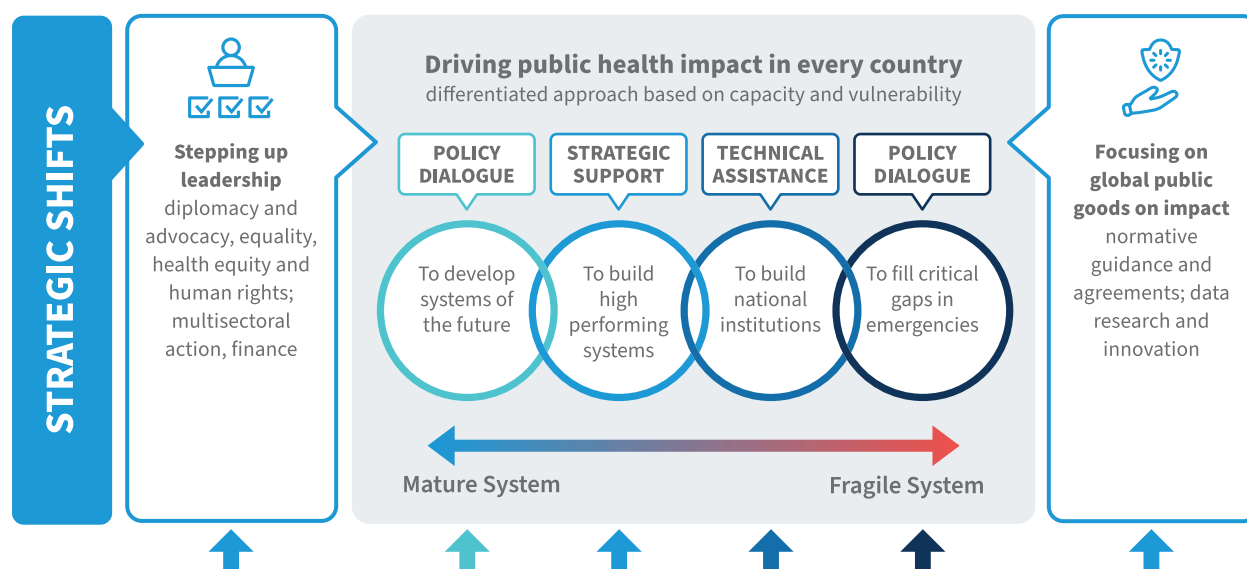 STRATEGIC SHIFTS
Stepping up
leadership
diplomacy and
advocacy, equality,
health equity and
human rights;
multisectoral
action, finance
Driving public health impact in every country
differentiated approach based on capacity and vulnerability
POLICY
DIALOGUE
To develop
systems of
the future
STRATEGIC
SUPPORT
To build
high
performing
systems
TECHNICAL
ASSISTANCE
To build
national
institutions
POLICY
DIALOGUE
To fill critical
gaps in
emergencies
Mature System
Fragile System
Focusing on
global public
goods on impact
normative
guidance and
agreements; data
research and
innovation